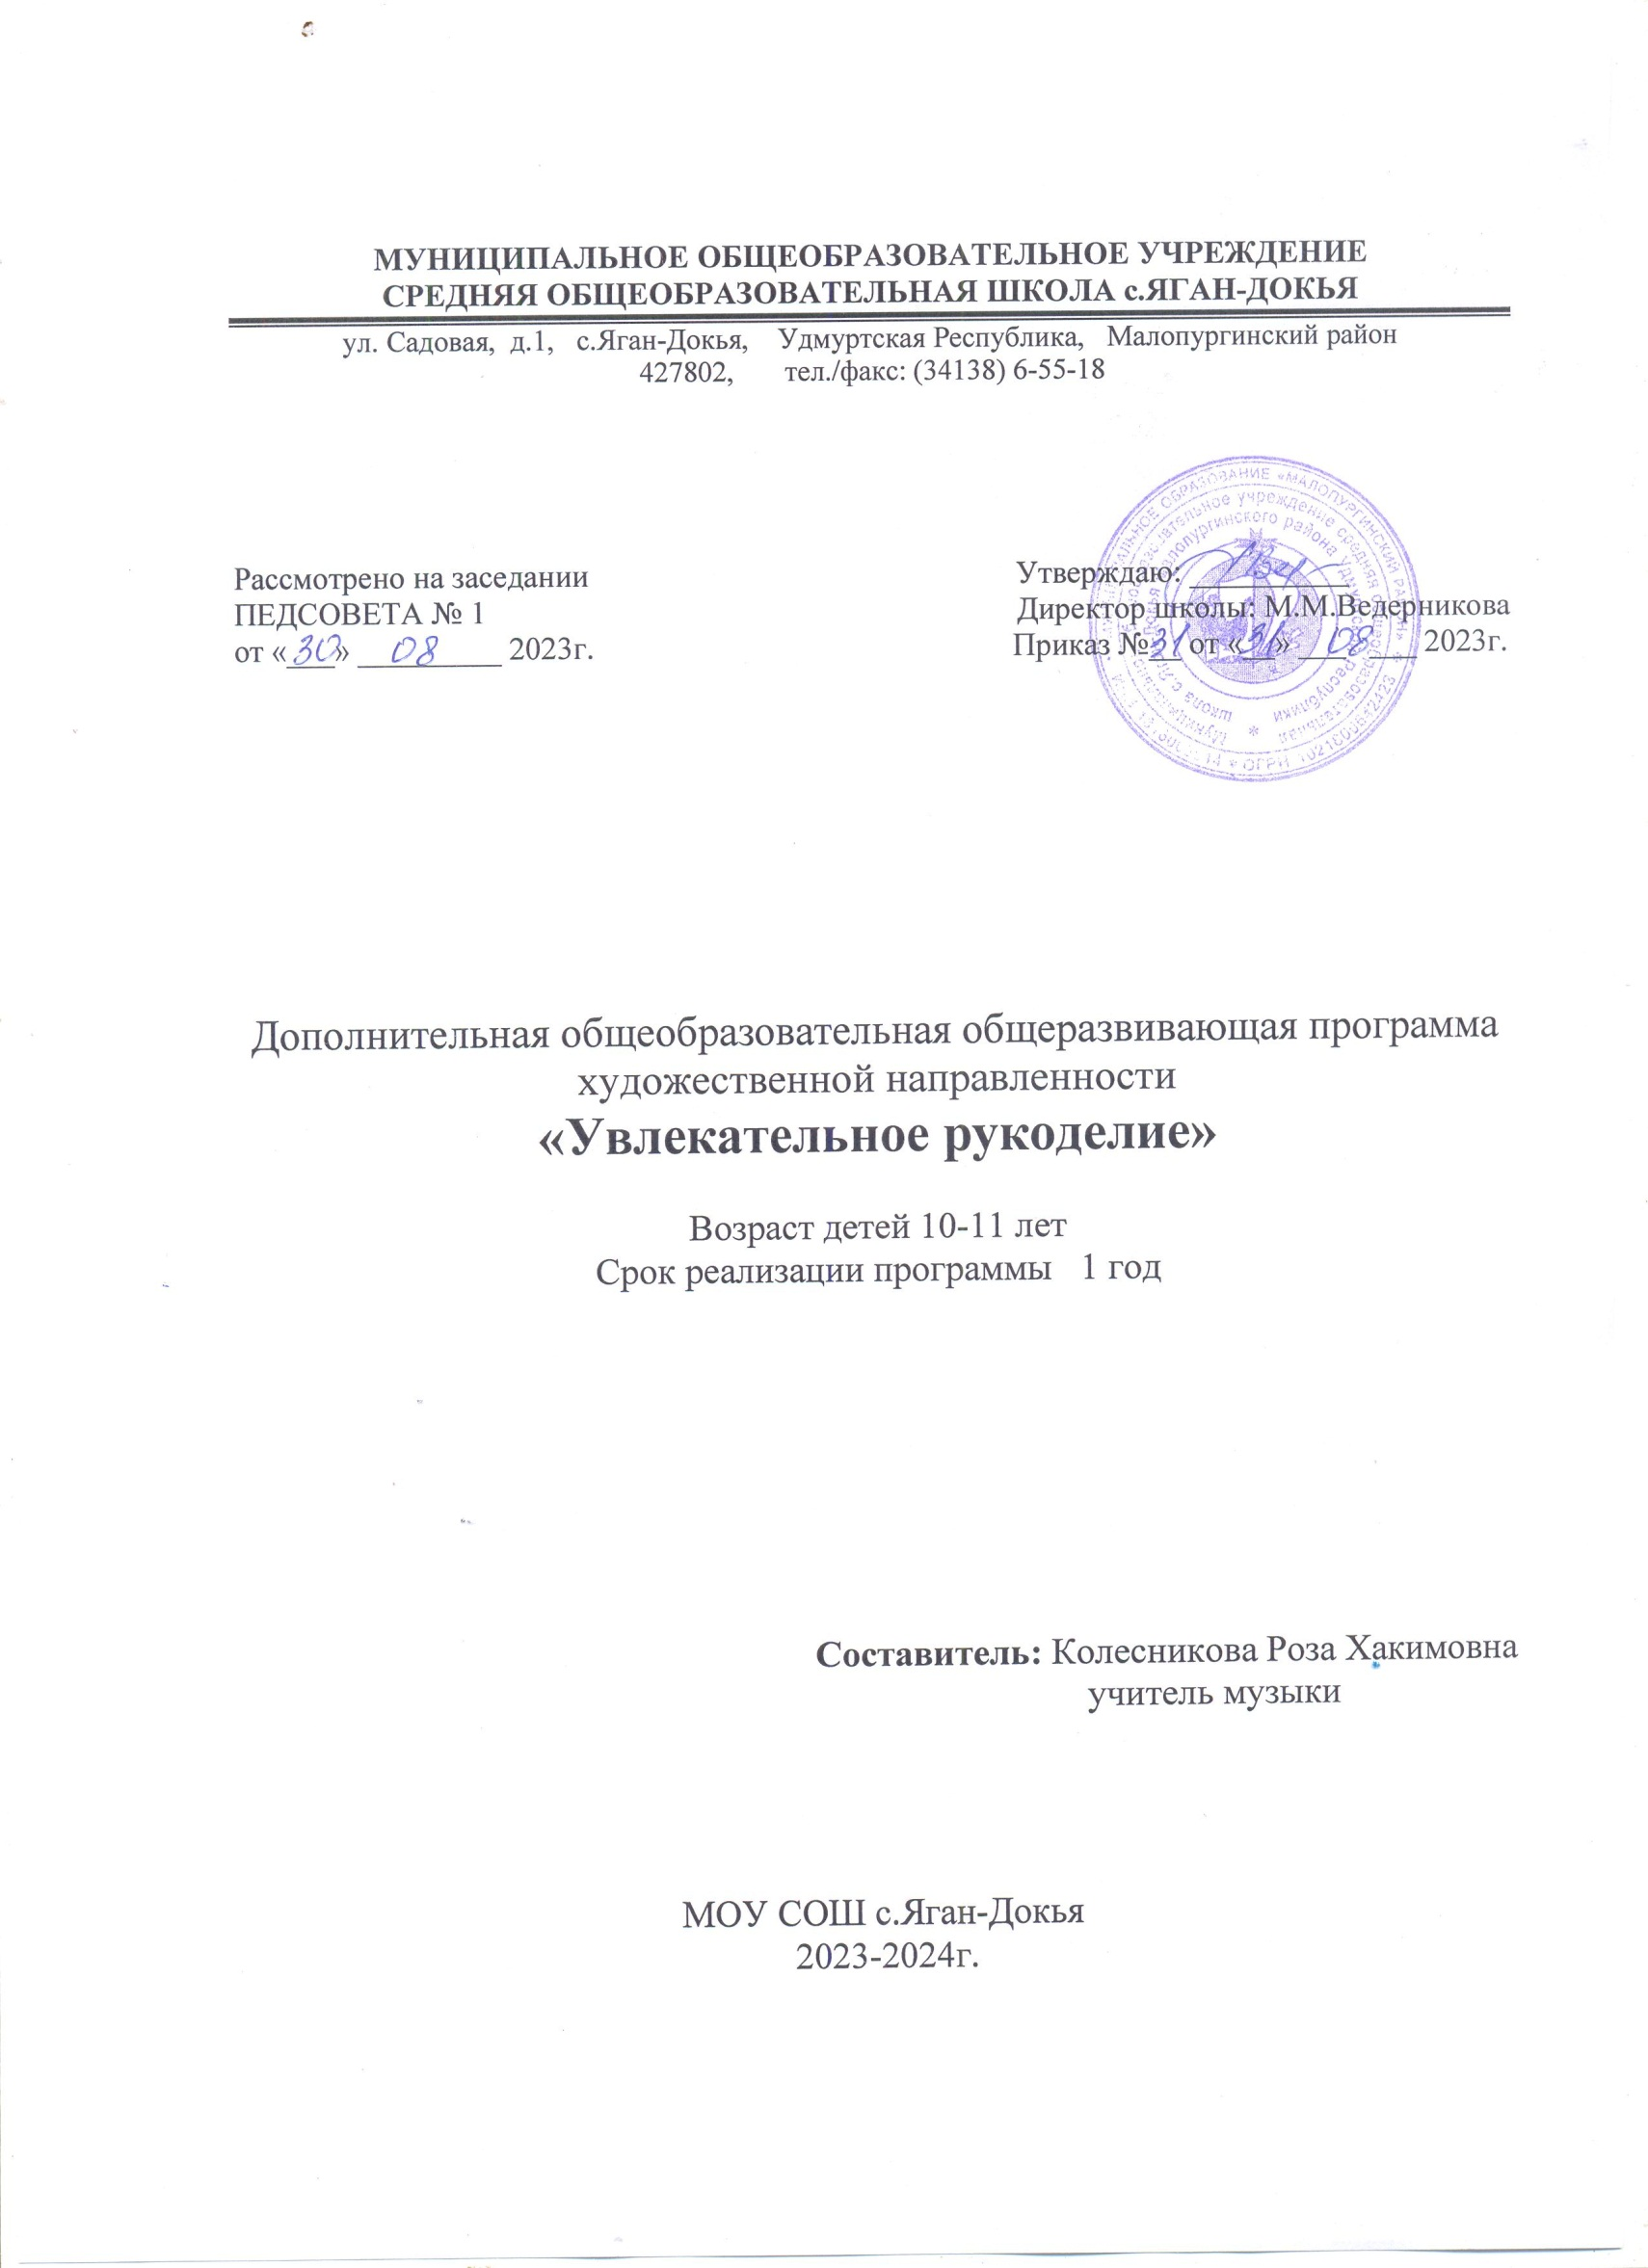 МУНИЦИПАЛЬНОЕ ОБЩЕОБРАЗОВАТЕЛЬНОЕ УЧРЕЖДЕНИЕ
СРЕДНЯЯ ОБЩЕОБРАЗОВАТЕЛЬНАЯ ШКОЛА с.ЯГАН-ДОКЬЯ
ул. Садовая, д.1, с.Яган-Докья, Удмуртская Республика, Малопургинский район
427802, тел./факс: (34138) 6-55-18
Рассмотрено на заседании
ПЕДСОВЕТА № 1
от «30» 08 2023г.
Утверждаю:
Директор школы: М.М.Ведерникова
Приказ №31 от «31» 08 2023г.
Дополнительная общеобразовательная общеразвивающая программа
художественной направленности
«Увлекательное рукоделие»
Возраст детей 10-11 лет
Срок реализации программы 1 год
Составитель: Колесникова Роза Хакимовна
учитель музыки
МОУ СОШ с.Яган-Докья
2023-2024г.